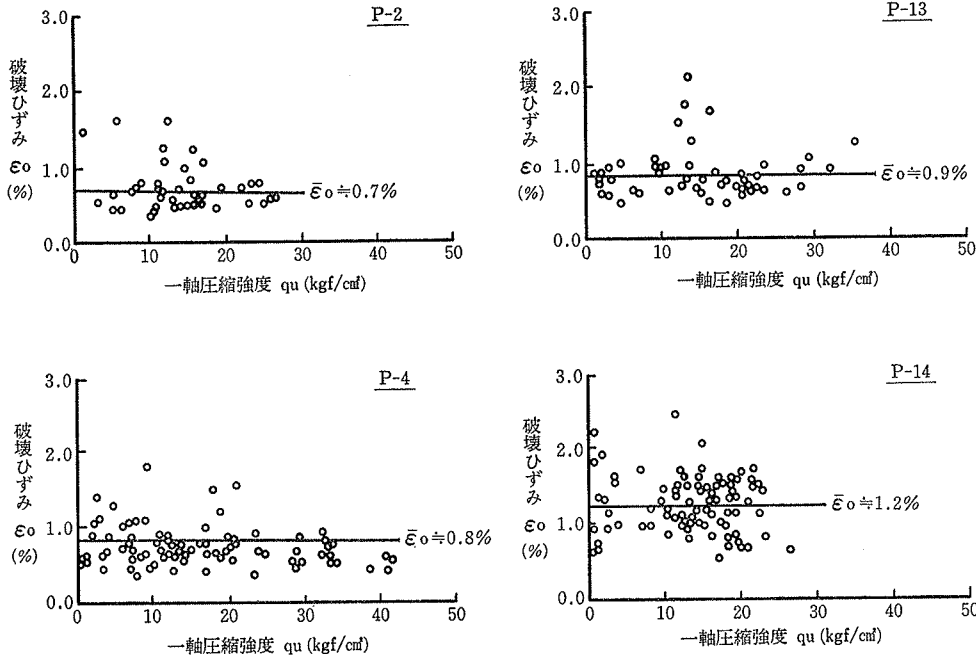 P-2
3.0
2.0
1.0
0.0
破壊ひずみ
εo
(%)
ε̄o≒0.7%
0 10 20 30 40 50
一軸圧縮強度 qu (kgf/c㎡)
P-13
3.0
2.0
1.0
0.0
破壊ひずみ
εo
(%)
ε̄o≒0.9%
0 10 20 30 40 50
一軸圧縮強度 qu (kgf/c㎡)
P-4
3.0
2.0
1.0
0.0
破壊ひずみ
εo
(%)
ε̄o≒0.8%
0 10 20 30 40 50
一軸圧縮強度 qu (kgf/c㎡)
P-14
3.0
2.0
1.0
0.0
破壊ひずみ
εo
(%)
ε̄o≒1.2%
0 10 20 30 40 50
一軸圧縮強度 qu (kgf/c㎡)